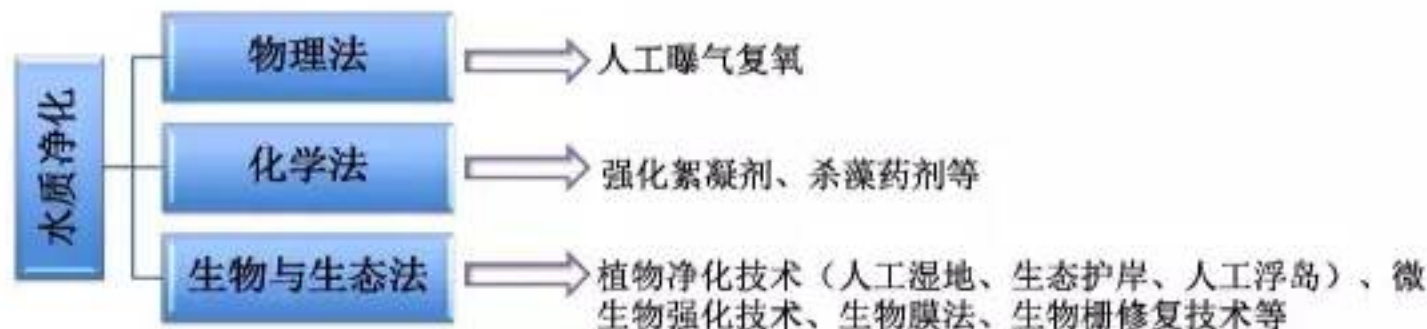 水质净化
物理法
人工曝气复氧
化学法
强化絮凝剂、杀藻药剂等
生物与生态法
植物净化技术（人工湿地、生态护岸、人工浮岛）、微
生物强化技术、生物膜法、生物栅修复技术等